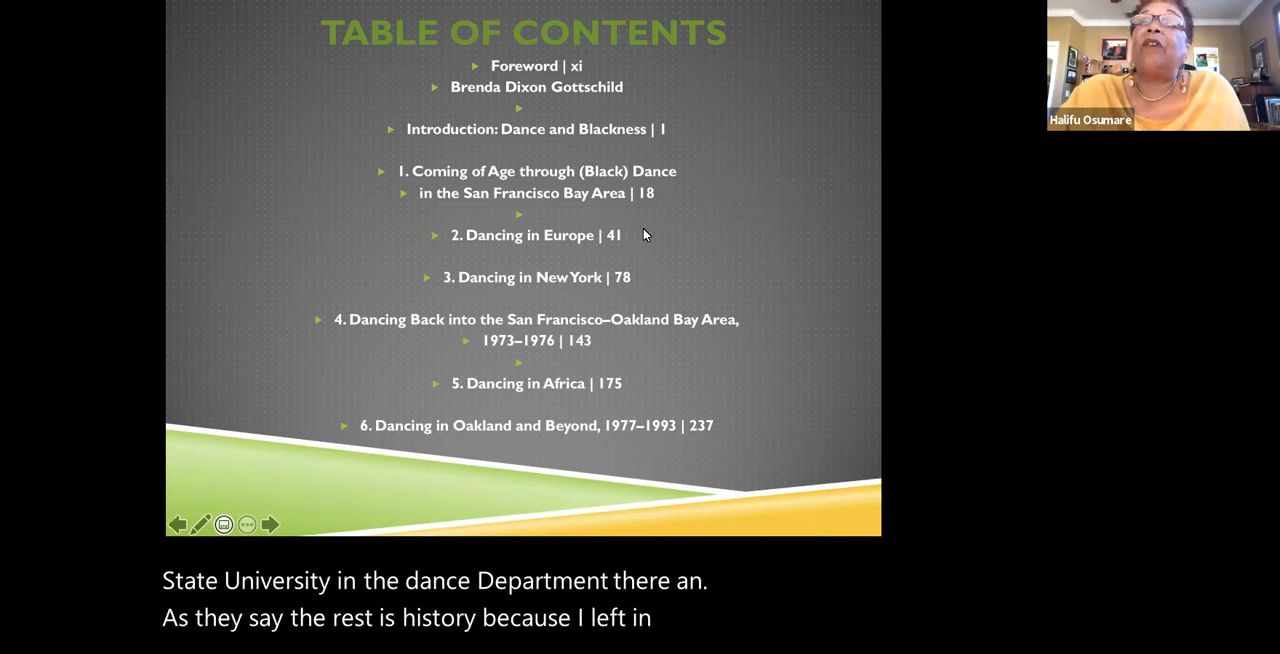 TABLE OF CONTENTS
Foreword | xi
Brenda Dixon Gottschild
Introduction: Dance and Blackness | 1
1. Coming of Age through (Black) Dance
in the San Francisco Bay Area | 18
2. Dancing in Europe | 41
3. Dancing in New York | 78
4. Dancing Back into the San Francisco–Oakland Bay Area,
1973–1976 | 143
5. Dancing in Africa | 175
6. Dancing in Oakland and Beyond, 1977–1993 | 237
Halifu Osumare
State University in the dance Department there an.
As they say the rest is history because I left in